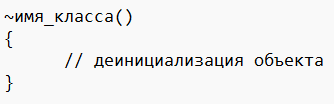 ~имя_класса()
{
// деинициализация объекта
}